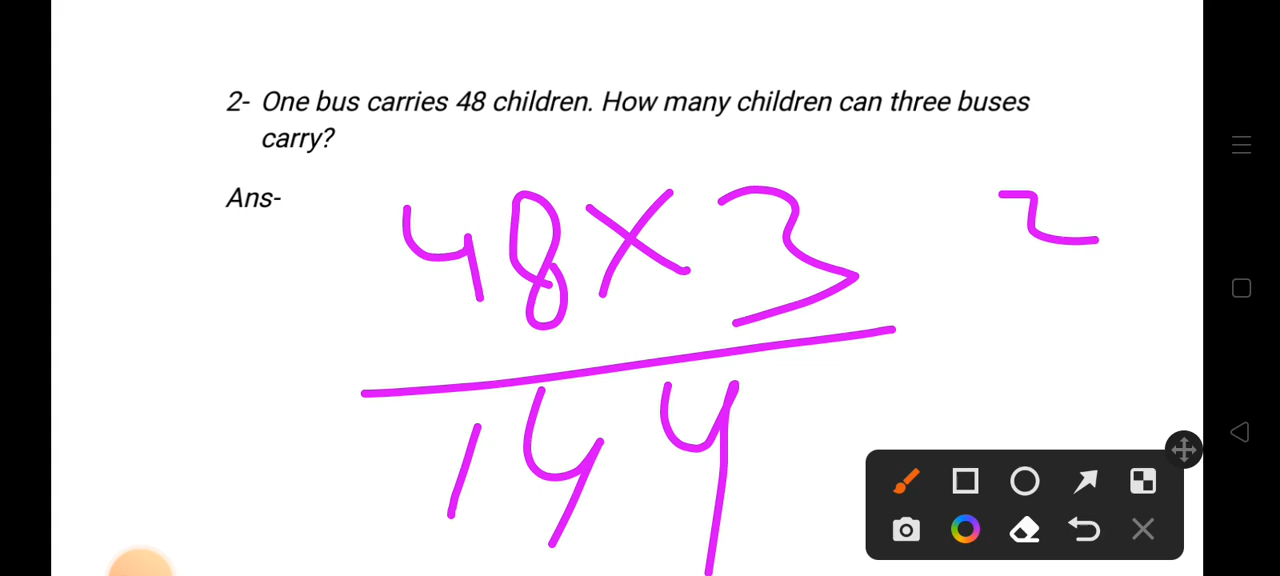 2- One bus carries 48 children. How many children can three buses
carry?
Ans-
48 × 3 2
144